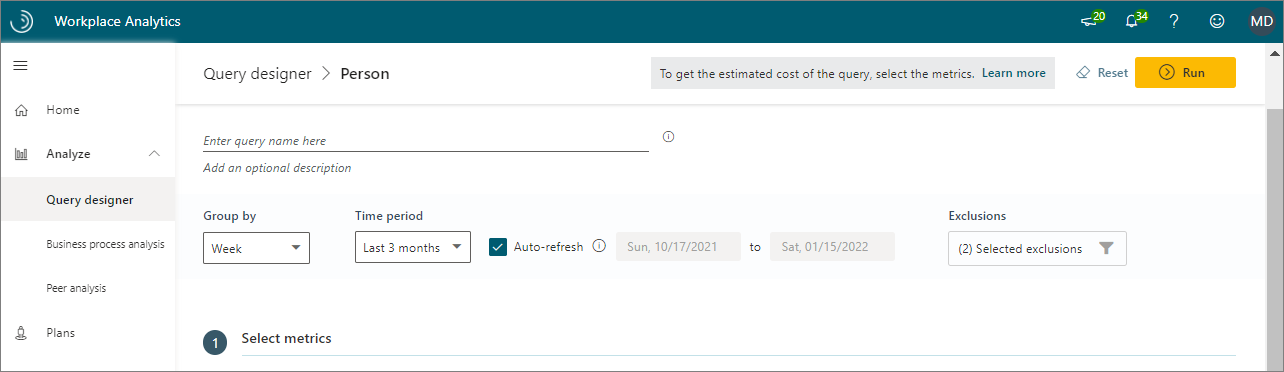 Workplace Analytics
20
34
?
MD
Query designer > Person
To get the estimated cost of the query, select the metrics. Learn more
Reset
Run
Home
Analyze
Query designer
Business process analysis
Peer analysis
Plans
Enter query name here
Add an optional description
Group by
Time period
Exclusions
Week
Last 3 months
Auto-refresh
Sun, 10/17/2021
to
Sat, 01/15/2022
(2) Selected exclusions
1
Select metrics